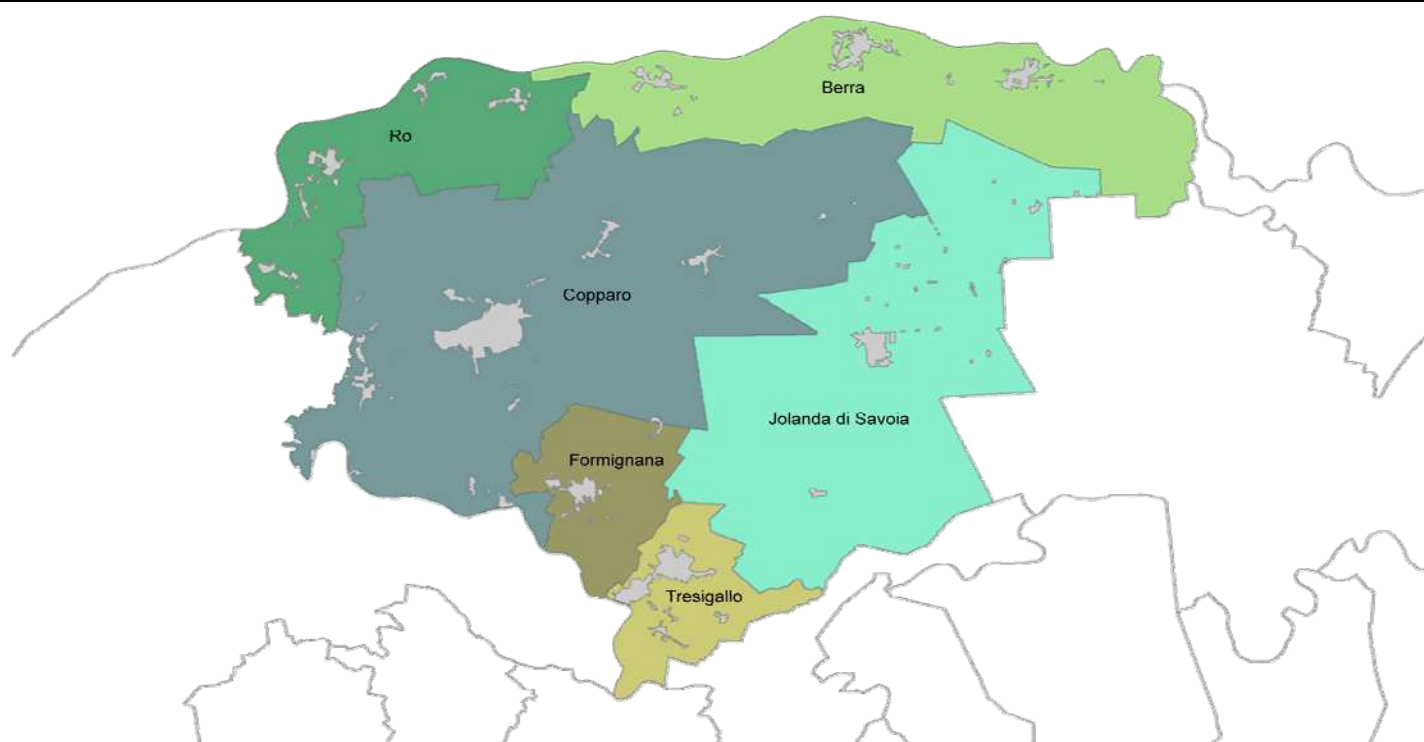 Berra
Ro
Copparo
Jolanda di Savoia
Formignana
Tresigallo